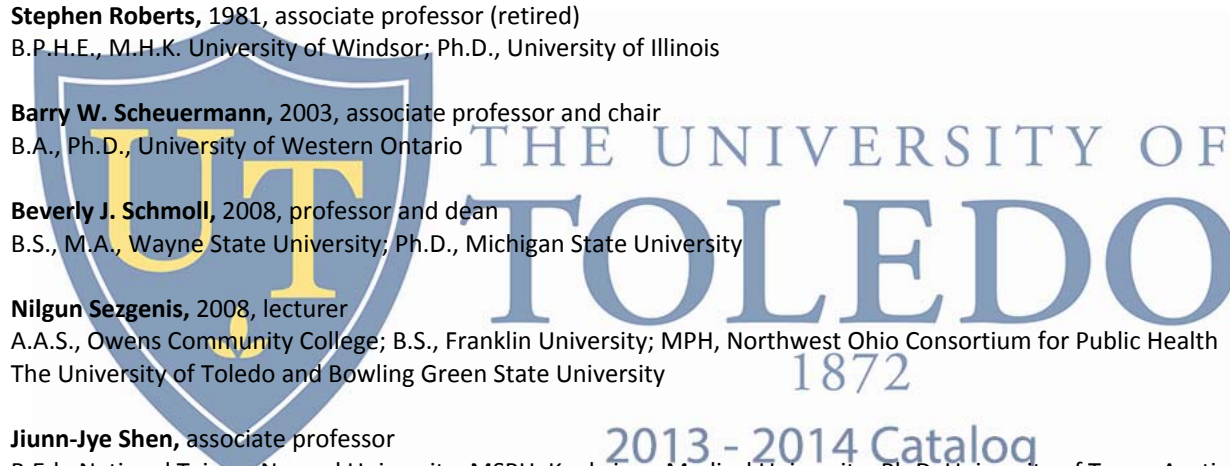 Stephen Roberts, 1981, associate professor (retired)
B.P.H.E., M.H.K. University of Windsor; Ph.D., University of Illinois
Barry W. Scheuermann, 2003, associate professor and chair
B.A., Ph.D., University of Western Ontario
THE UNIVERSITY OF
TOLEDO
1872
UT
Beverly J. Schmoll, 2008, professor and dean
B.S., M.A., Wayne State University; Ph.D., Michigan State University
Nilgun Sezgenis, 2008, lecturer
A.A.S., Owens Community College; B.S., Franklin University; MPH, Northwest Ohio Consortium for Public Health
The University of Toledo and Bowling Green State University
Jiunn-Jye Shen, associate professor
2013 - 2014 Catalog